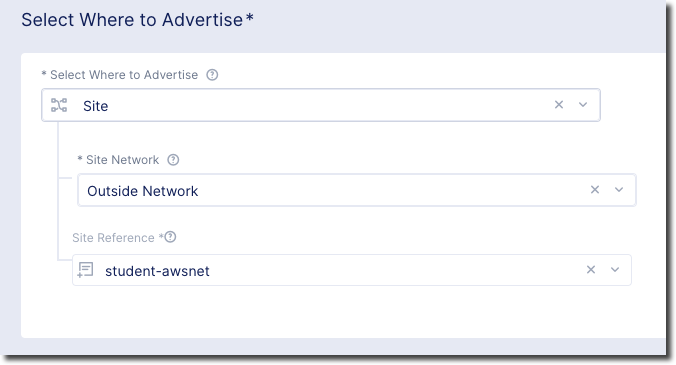 Select Where to Advertise*
* Select Where to Advertise
Site
* Site Network
Outside Network
Site Reference *
student-awsnet